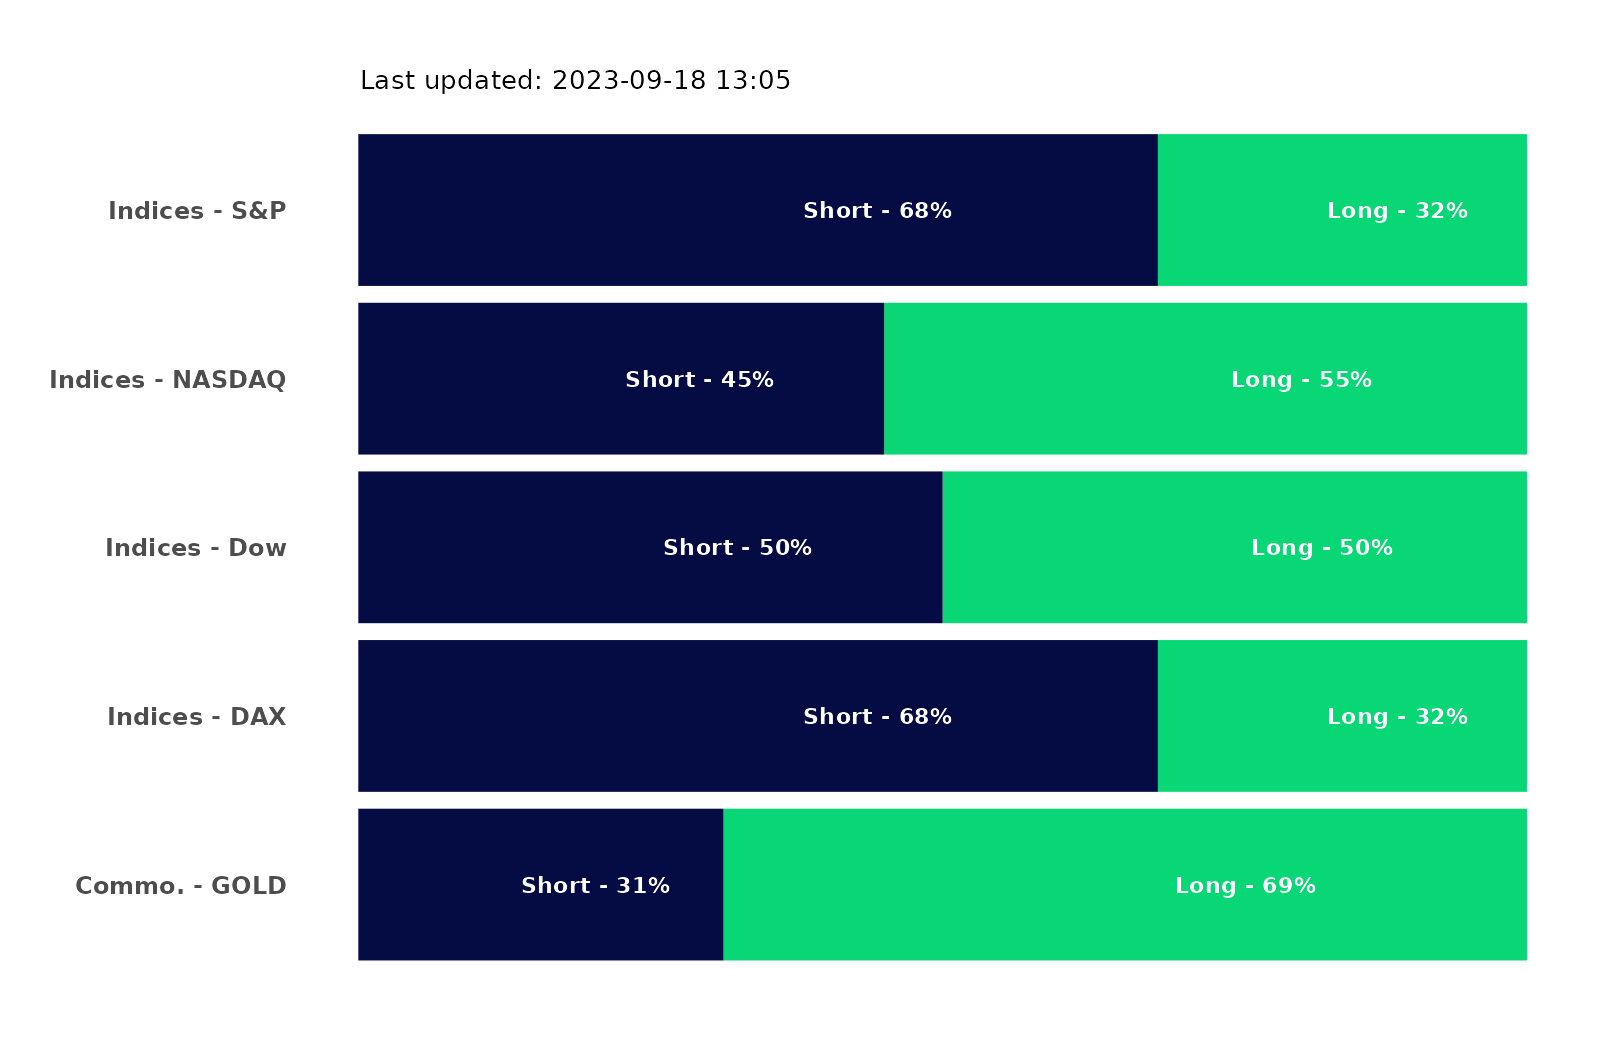 Last updated: 2023-09-18 13:05
Indices - S&P Short - 68% Long - 32%
Indices - NASDAQ Short - 45% Long - 55%
Indices - Dow Short - 50% Long - 50%
Indices - DAX Short - 68% Long - 32%
Commo. - GOLD Short - 31% Long - 69%